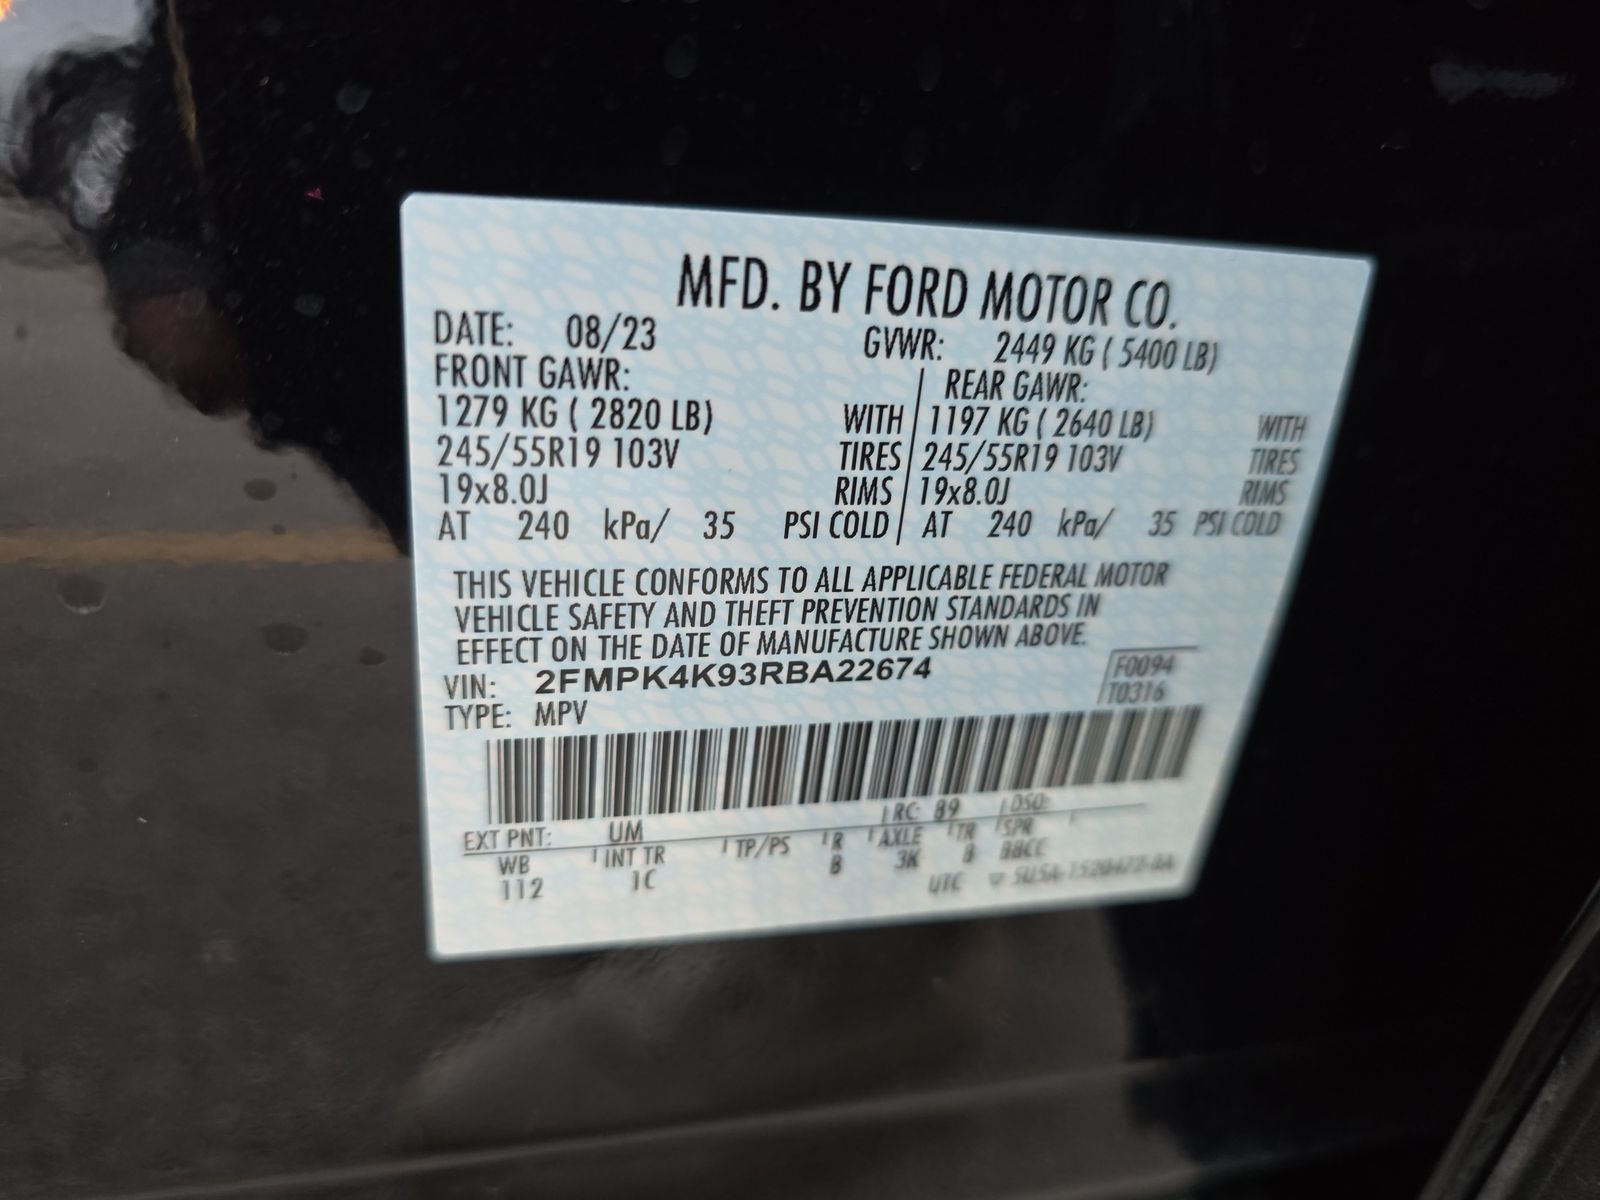 MFD. BY FORD MOTOR CO.
DATE: 08/23 GVWR: 2449 KG ( 5400 LB)
FRONT GAWR: REAR GAWR:
1279 KG ( 2820 LB) WITH 1197 KG ( 2640 LB) WITH
245/55R19 103V TIRES 245/55R19 103V TIRES
19x8.0J RIMS 19x8.0J RIMS
AT 240 kPa/ 35 PSI COLD AT 240 kPa/ 35 PSI COLD
THIS VEHICLE CONFORMS TO ALL APPLICABLE FEDERAL MOTOR
VEHICLE SAFETY AND THEFT PREVENTION STANDARDS IN
EFFECT ON THE DATE OF MANUFACTURE SHOWN ABOVE.
VIN: 2FMPK4K93RBA22674 F0094
TYPE: MPV T0316
EXT PNT: UM RC: 89 DSO:
WB INT TR TP/PS R AXLE TR SPR
112 1C B 3K 8 BBCC
UTC